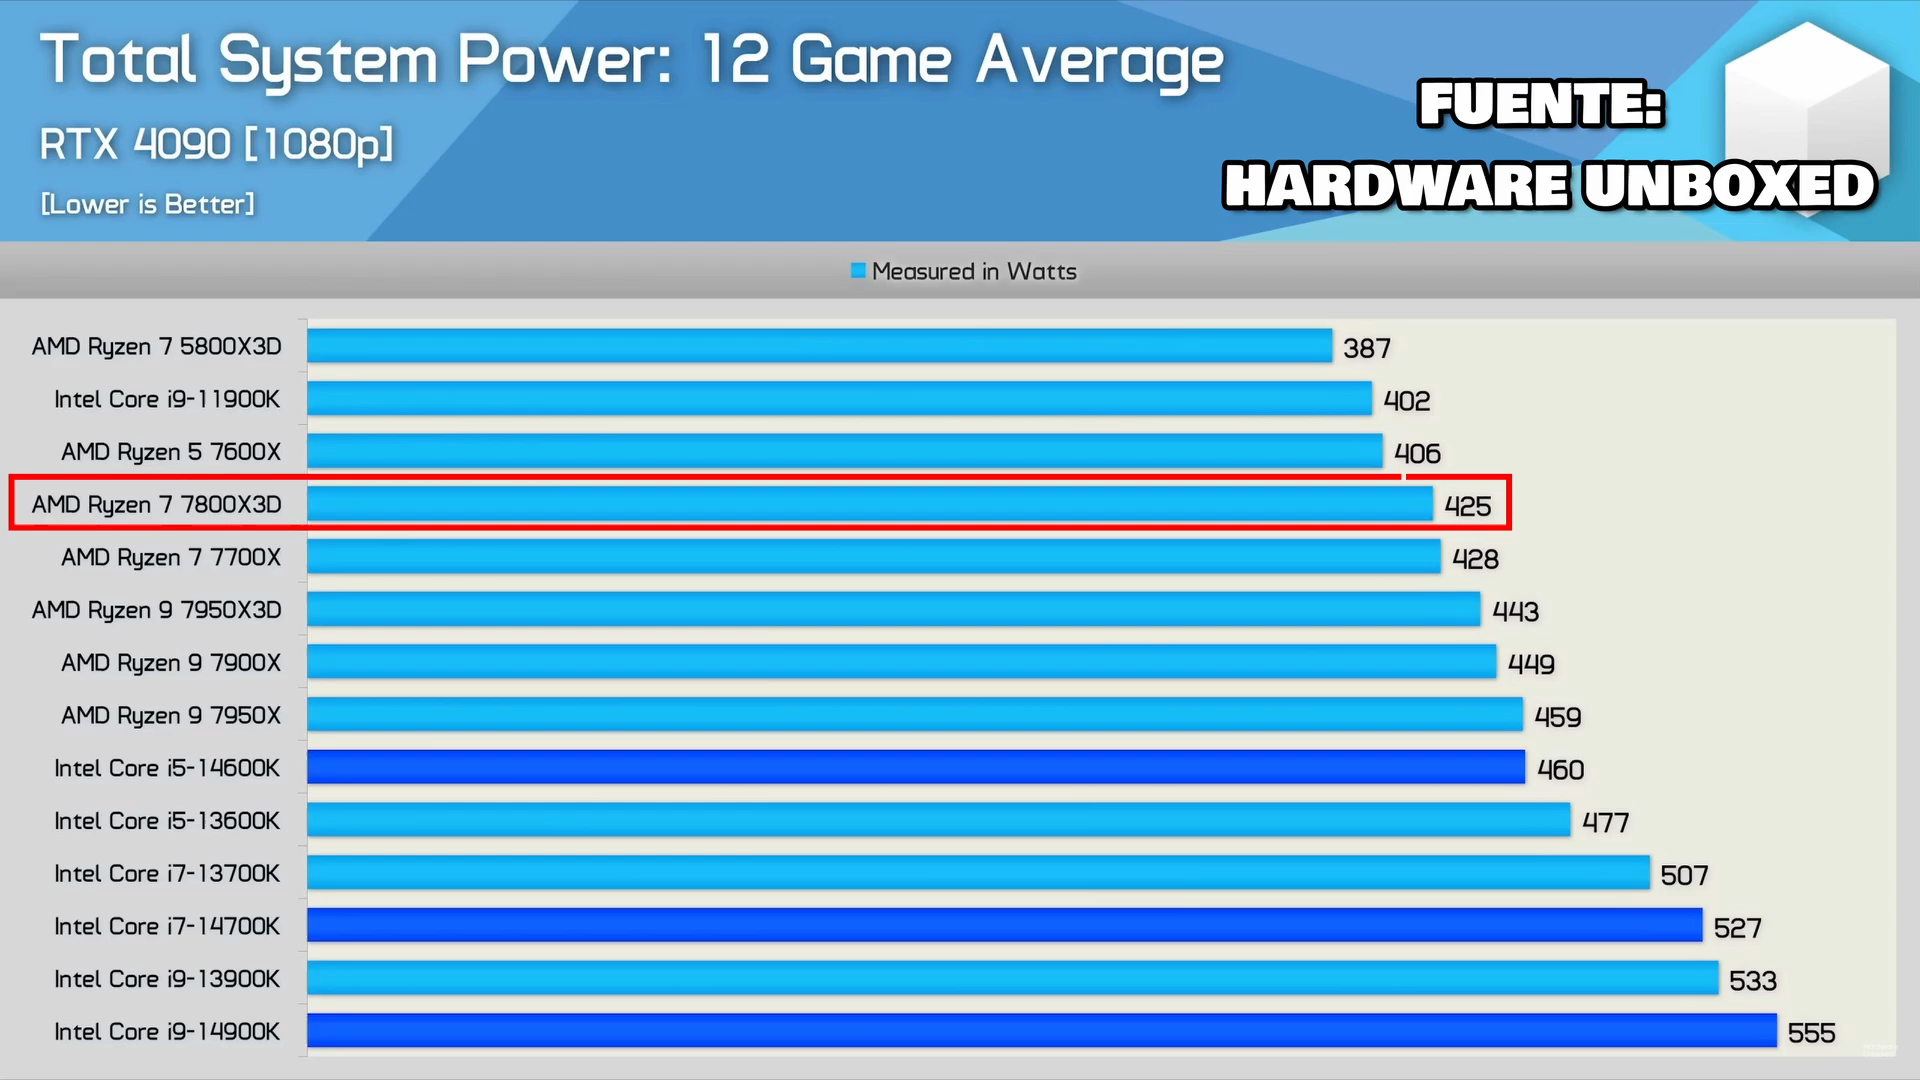 Total System Power: 12 Game Average
RTX 4090 [1080p]
[Lower is Better]
FUENTE:
HARDWARE UNBOXED
Measured in Watts
AMD Ryzen 7 5800X3D 387
Intel Core i9-11900K 402
AMD Ryzen 5 7600X 406
AMD Ryzen 7 7800X3D 425
AMD Ryzen 7 7700X 428
AMD Ryzen 9 7950X3D 443
AMD Ryzen 9 7900X 449
AMD Ryzen 9 7950X 459
Intel Core i5-14600K 460
Intel Core i5-13600K 477
Intel Core i7-13700K 507
Intel Core i7-14700K 527
Intel Core i9-13900K 533
Intel Core i9-14900K 555